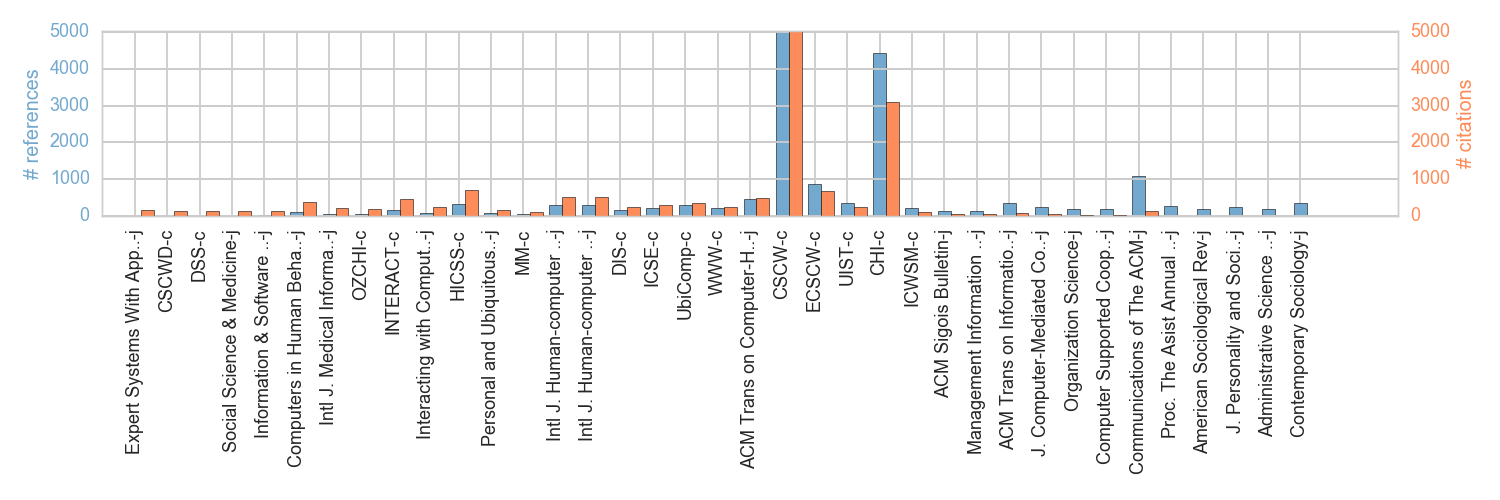 5000
4000
3000
2000
1000
0
# references
5000
4000
3000
2000
1000
0
# citations
Expert Systems With App..-j
CSCWD-c
DSS-c
Social Science & Medicine-j
Information & Software ..-j
Computers in Human Beha..-j
Intl J. Medical Informa..-j
OZCHI-c
INTERACT-c
Interacting with Comput..-j
HICSS-c
Personal and Ubiquitous..-j
MM-c
Intl J. Human-computer ..-j
Intl J. Human-computer ..-j
DIS-c
ICSE-c
UbiComp-c
WWW-c
ACM Trans on Computer-H..-j
CSCW-c
ECSCW-c
UIST-c
CHI-c
ICWSM-c
ACM Sigois Bulletin-j
Management Information ..-j
ACM Trans on Informatio..-j
J. Computer-Mediated Co..-j
Organization Science-j
Computer Supported Coop..-j
Communications of The ACM-j
Proc. The Asist Annual ..-j
American Sociological Rev-j
J. Personality and Soci..-j
Administrative Science ..-j
Contemporary Sociology-j